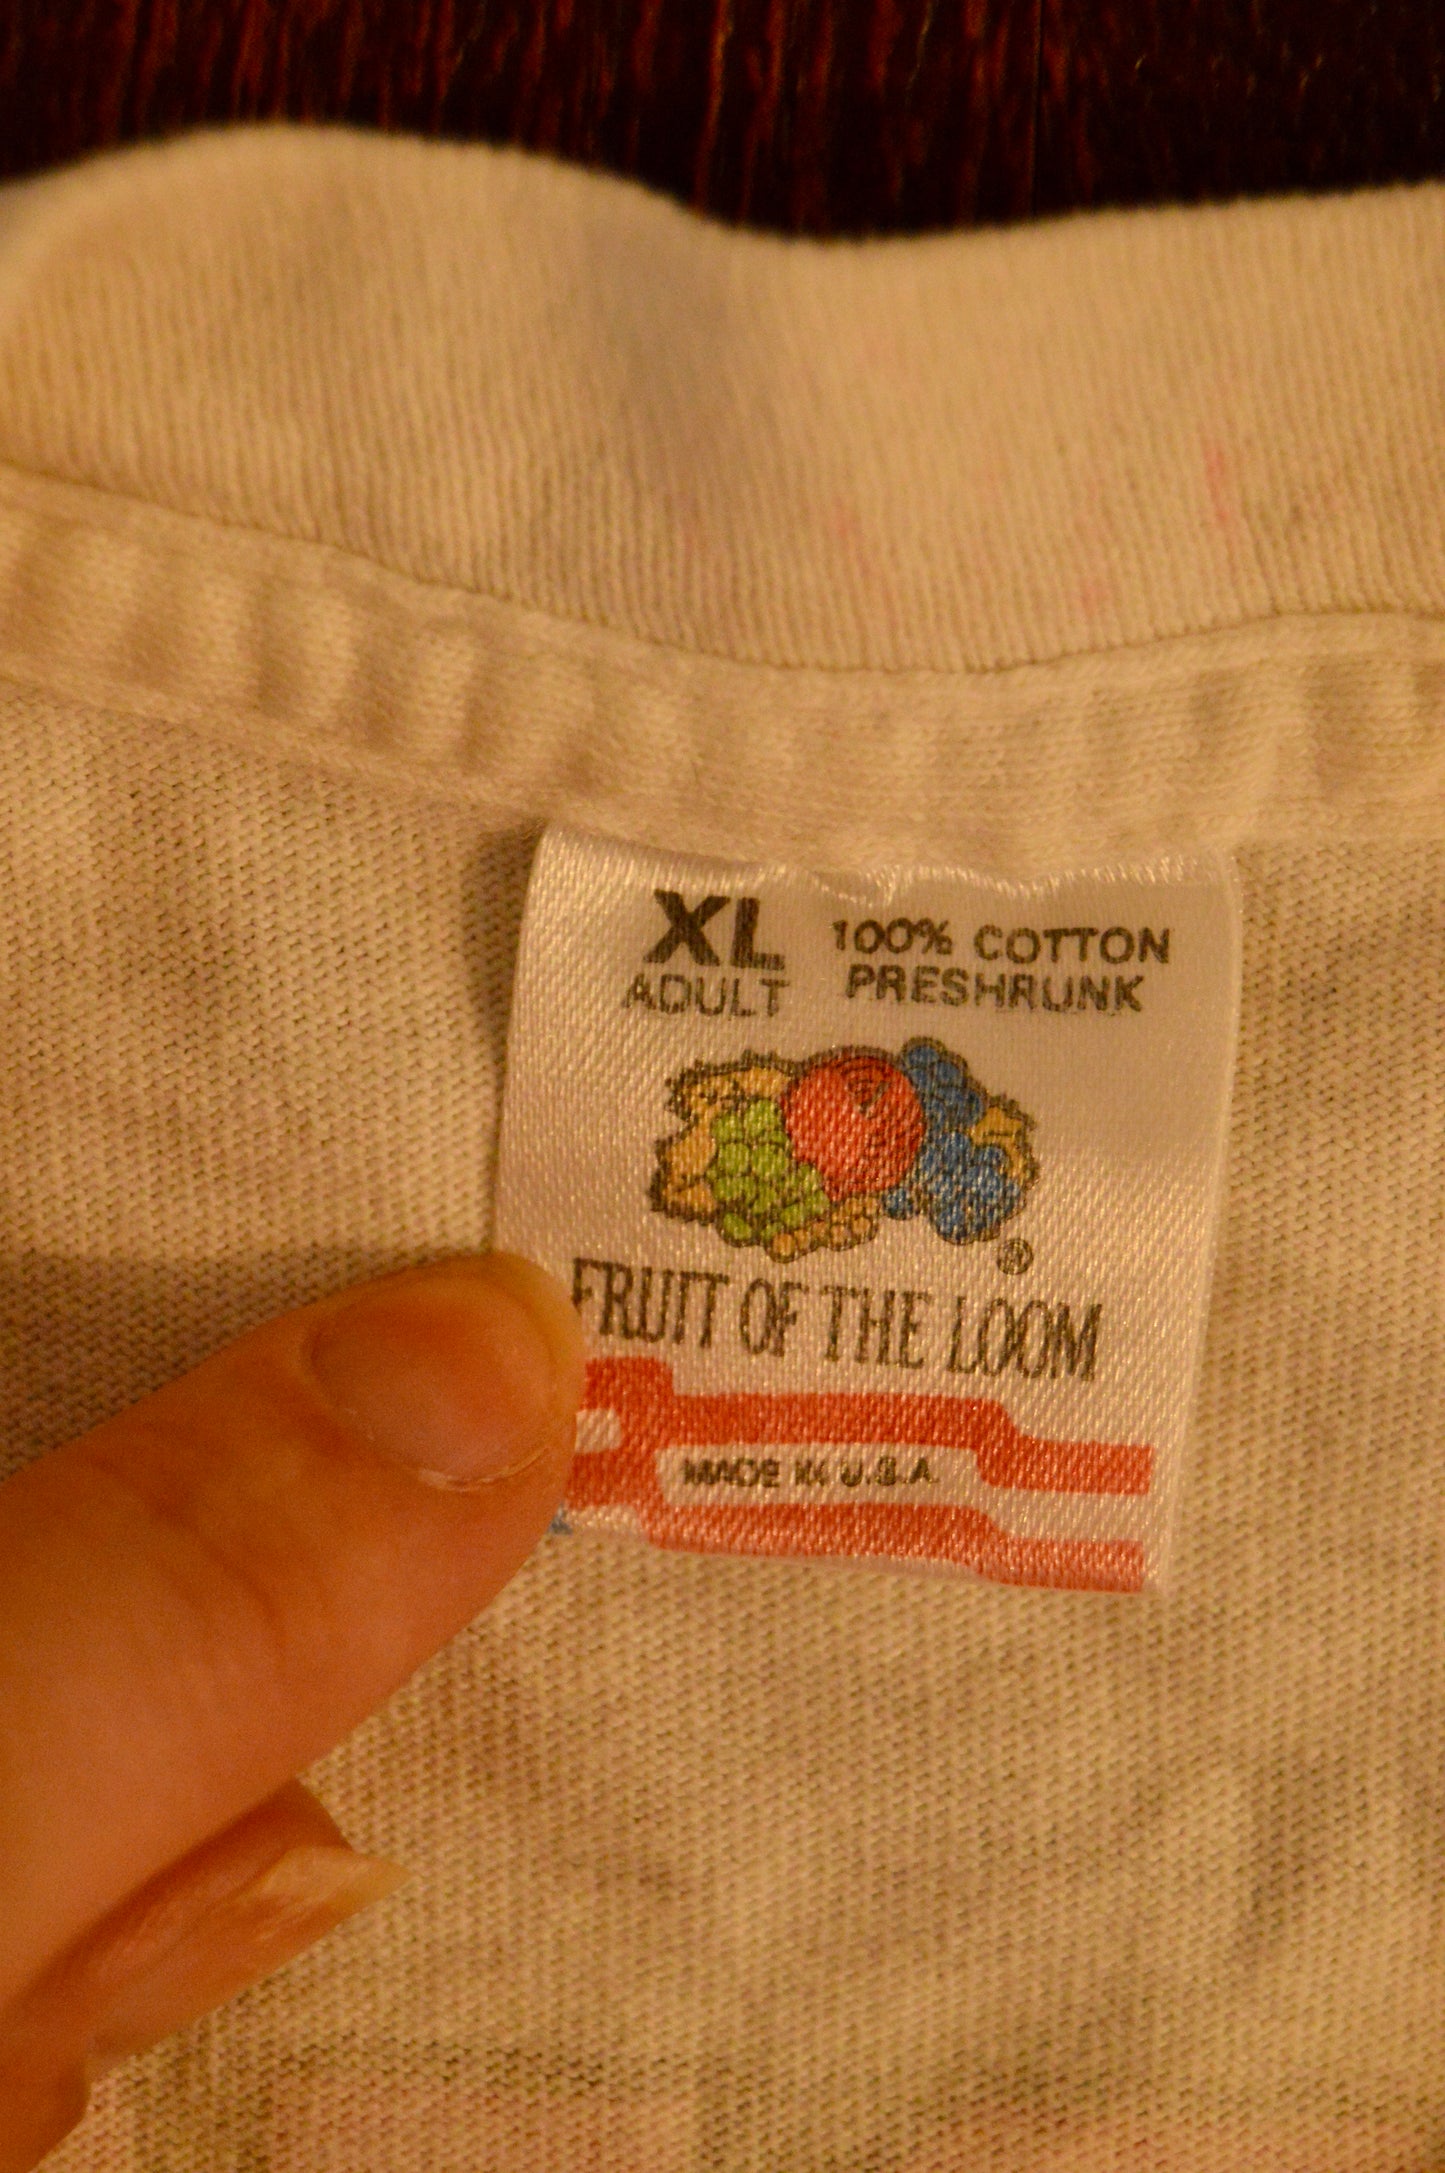 XL 100% COTTON
ADULT PRESHRUNK
®
FRUIT OF THE LOOM
MADE IN U.S.A.